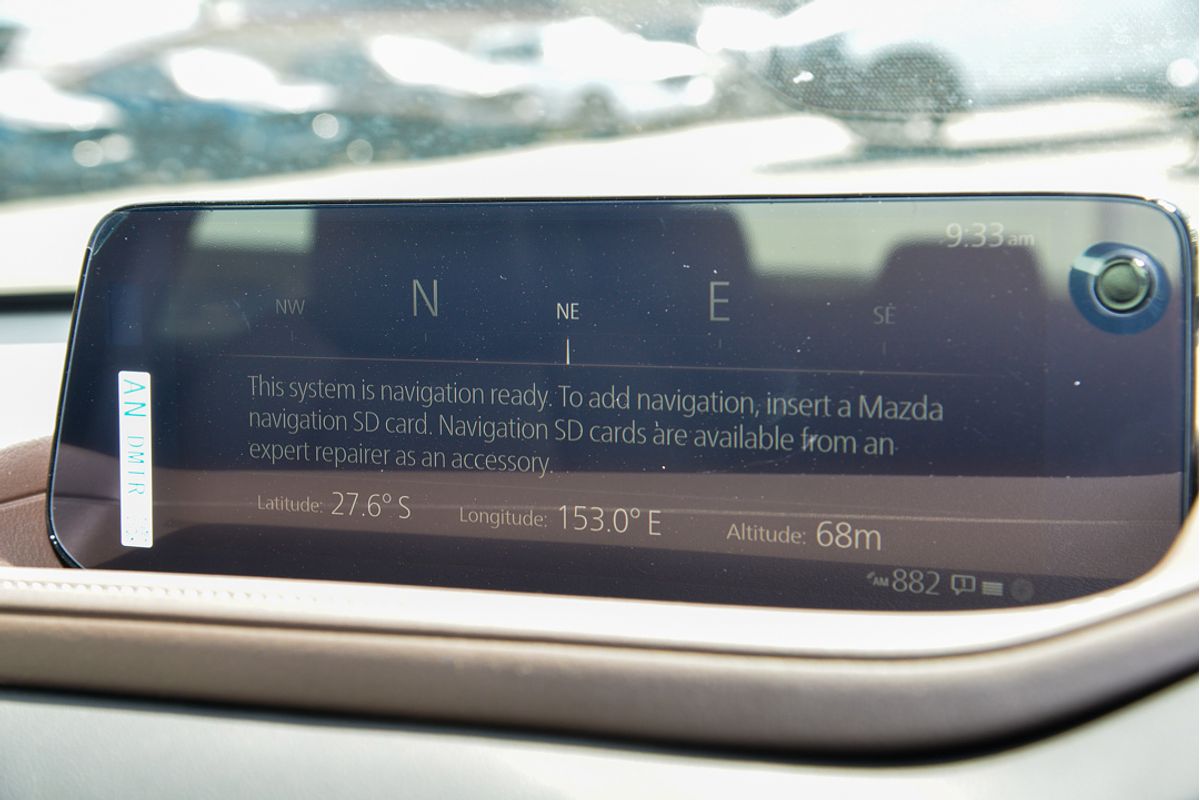 9:33 am
NW N NE E SE
This system is navigation ready. To add navigation, insert a Mazda
navigation SD card. Navigation SD cards are available from an
expert repairer as an accessory.
Latitude: 27.6° S Longitude: 153.0° E Altitude: 68m
AM 882 1
AN DMIR